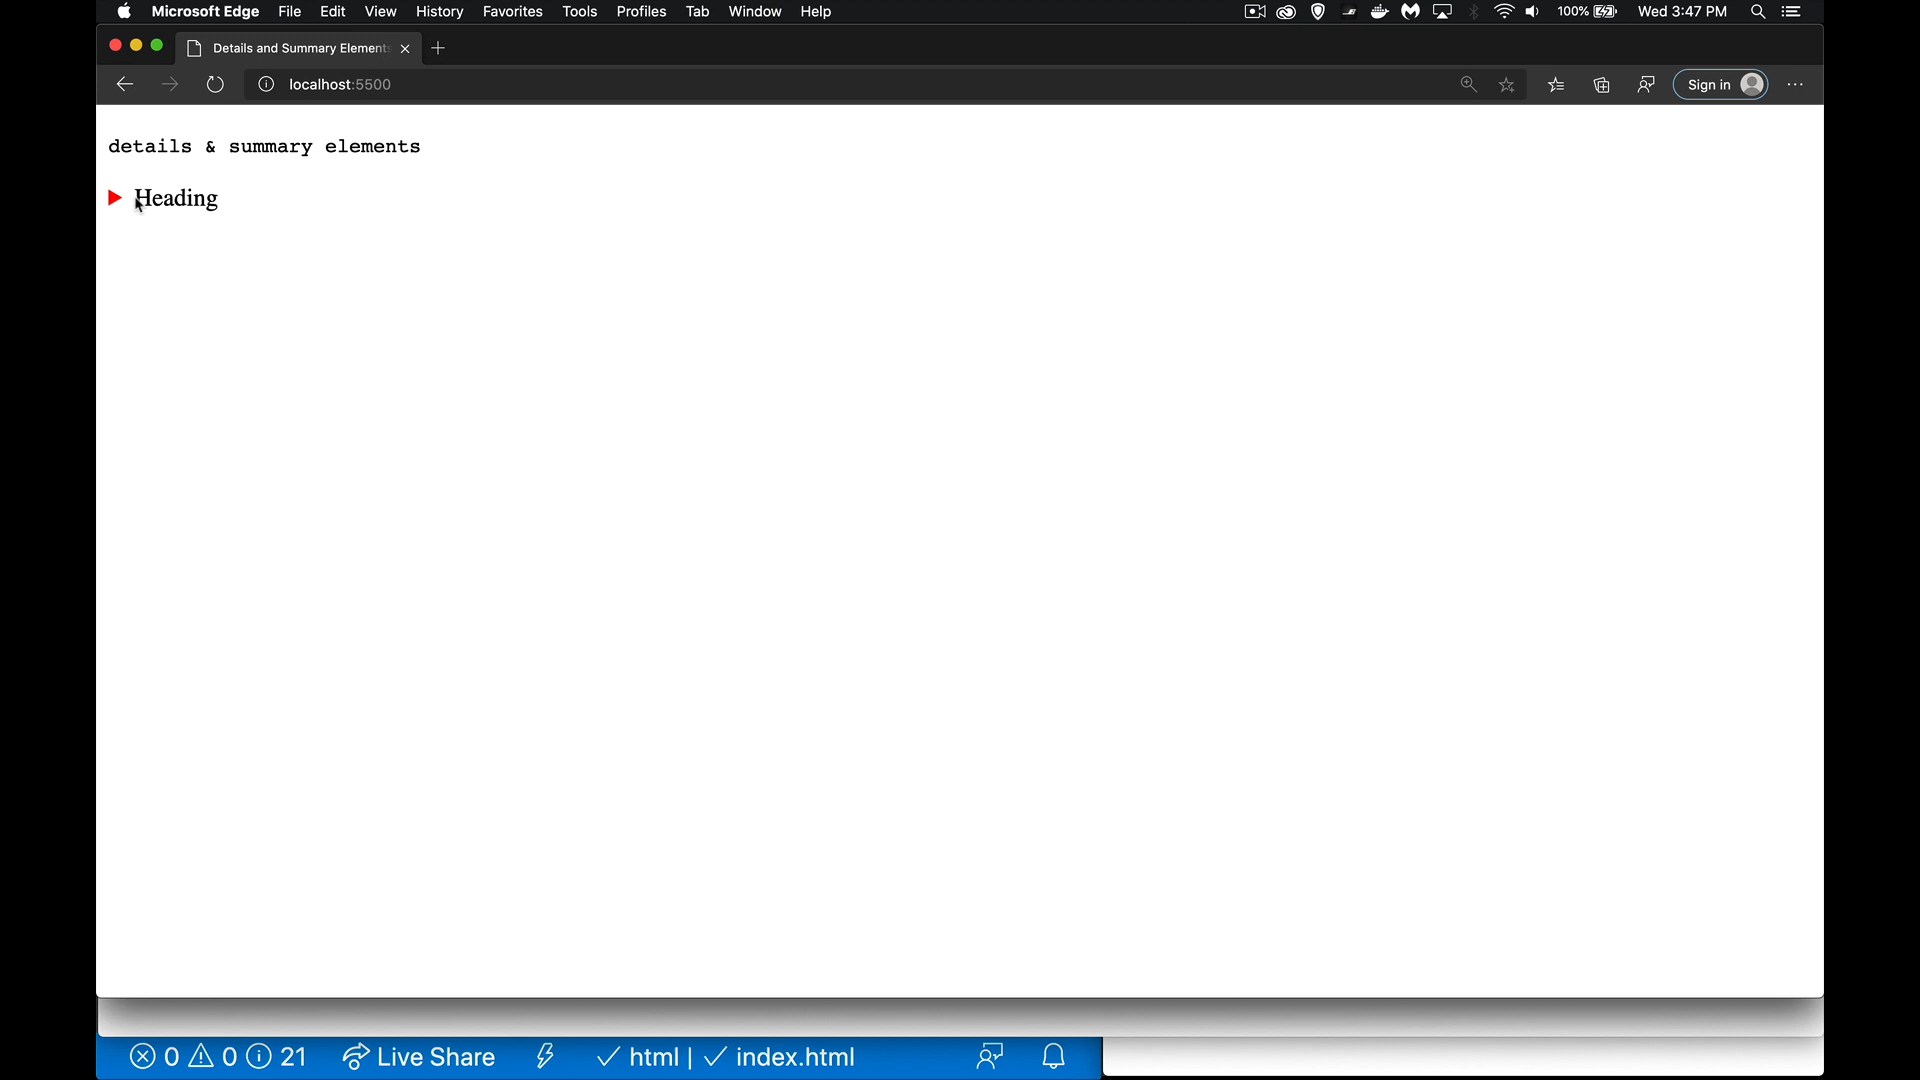 Microsoft Edge File Edit View History Favorites Tools Profiles Tab Window Help 100% Wed 3:47 PM
Details and Summary Element
localhost:5500 Sign in
details & summary elements
Heading
0 0 21 Live Share html | index.html